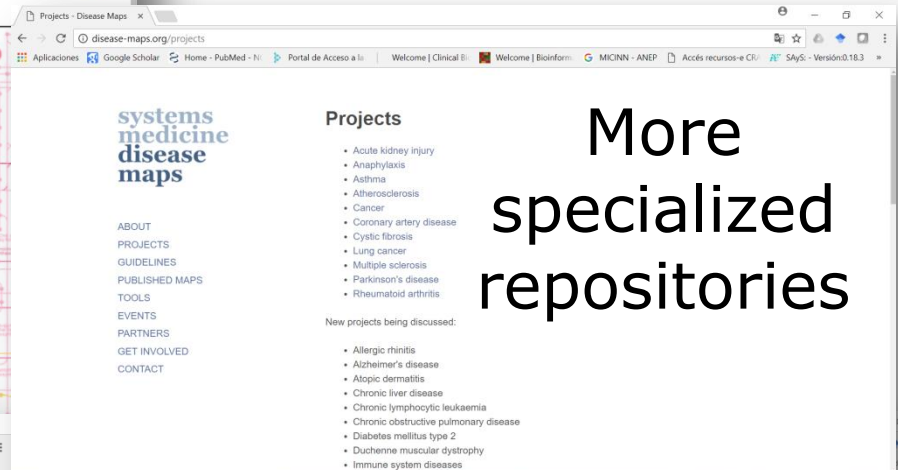 Projects - Disease Maps
disease-maps.org/projects
Aplicaciones Google Scholar Home - PubMed - NC Portal de Acceso a la Welcome | Clinical Bi Welcome | Bioinform MICINN - ANEP Accés recursos-e CRA SAyS: - Versión:0.18.3 »
systems
medicine
disease
maps
ABOUT
PROJECTS
GUIDELINES
PUBLISHED MAPS
TOOLS
EVENTS
PARTNERS
GET INVOLVED
CONTACT
Projects
• Acute kidney injury
• Anaphylaxis
• Asthma
• Atherosclerosis
• Cancer
• Coronary artery disease
• Cystic fibrosis
• Lung cancer
• Multiple sclerosis
• Parkinson's disease
• Rheumatoid arthritis
New projects being discussed:
• Allergic rhinitis
• Alzheimer's disease
• Atopic dermatitis
• Chronic liver disease
• Chronic lymphocytic leukaemia
• Chronic obstructive pulmonary disease
• Diabetes mellitus type 2
• Duchenne muscular dystrophy
• Immune system diseases
More
specialized
repositories